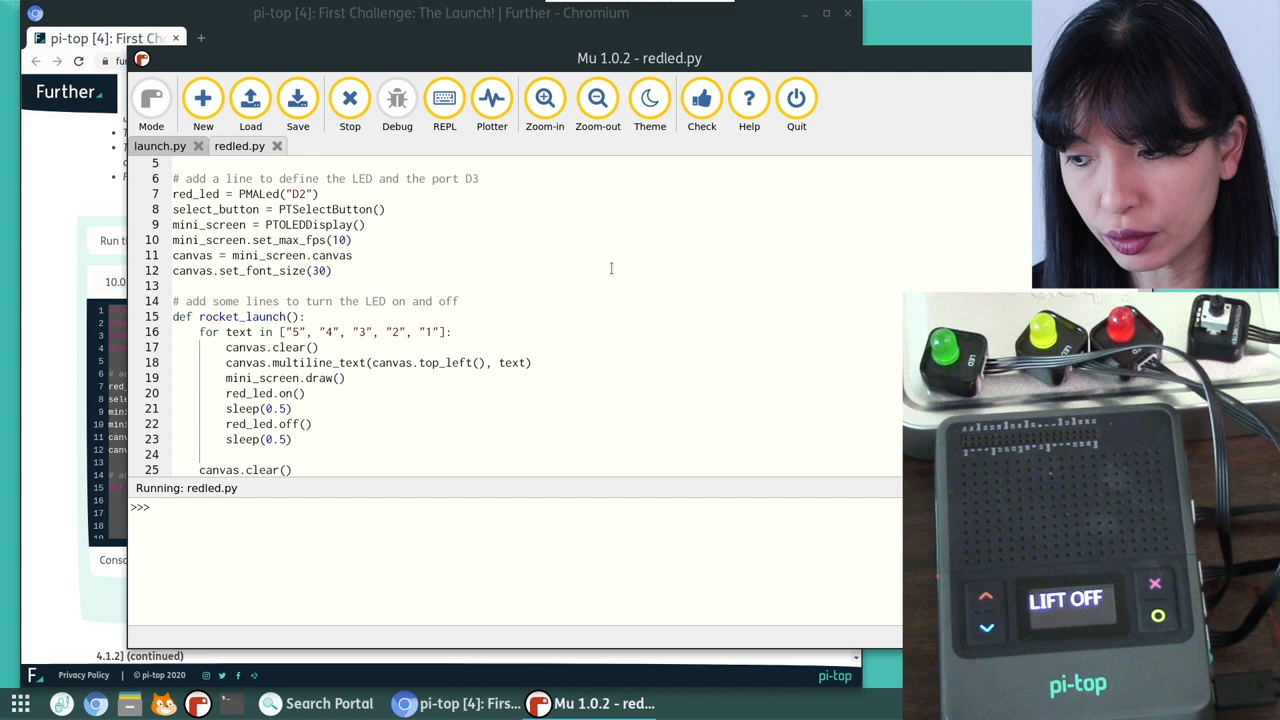 pi-top [4]: First Challenge: The Launch! | Further - Chromium
pi-top [4]: First Ch
fu
Further
Run th
10.0
Conso
4.1.2] (continued)
Privacy Policy | © pi-top 2020
pi-top
Mu 1.0.2 - redled.py
Mode New Load Save Stop Debug REPL Plotter Zoom-in Zoom-out Theme Check Help Quit
launch.py redled.py
5
6 # add a line to define the LED and the port D3
7 red_led = PMALed("D2")
8 select_button = PTSelectButton()
9 mini_screen = PTOLEDDisplay()
10 mini_screen.set_max_fps(10)
11 canvas = mini_screen.canvas
12 canvas.set_font_size(30)
13
14 # add some lines to turn the LED on and off
15 def rocket_launch():
16 for text in ["5", "4", "3", "2", "1"]:
17 canvas.clear()
18 canvas.multiline_text(canvas.top_left(), text)
19 mini_screen.draw()
20 red_led.on()
21 sleep(0.5)
22 red_led.off()
23 sleep(0.5)
24
25 canvas.clear()
Running: redled.py
>>>
Search Portal
pi-top [4]: Firs...
Mu 1.0.2 - red...
LED
LIFT OFF
pi-top